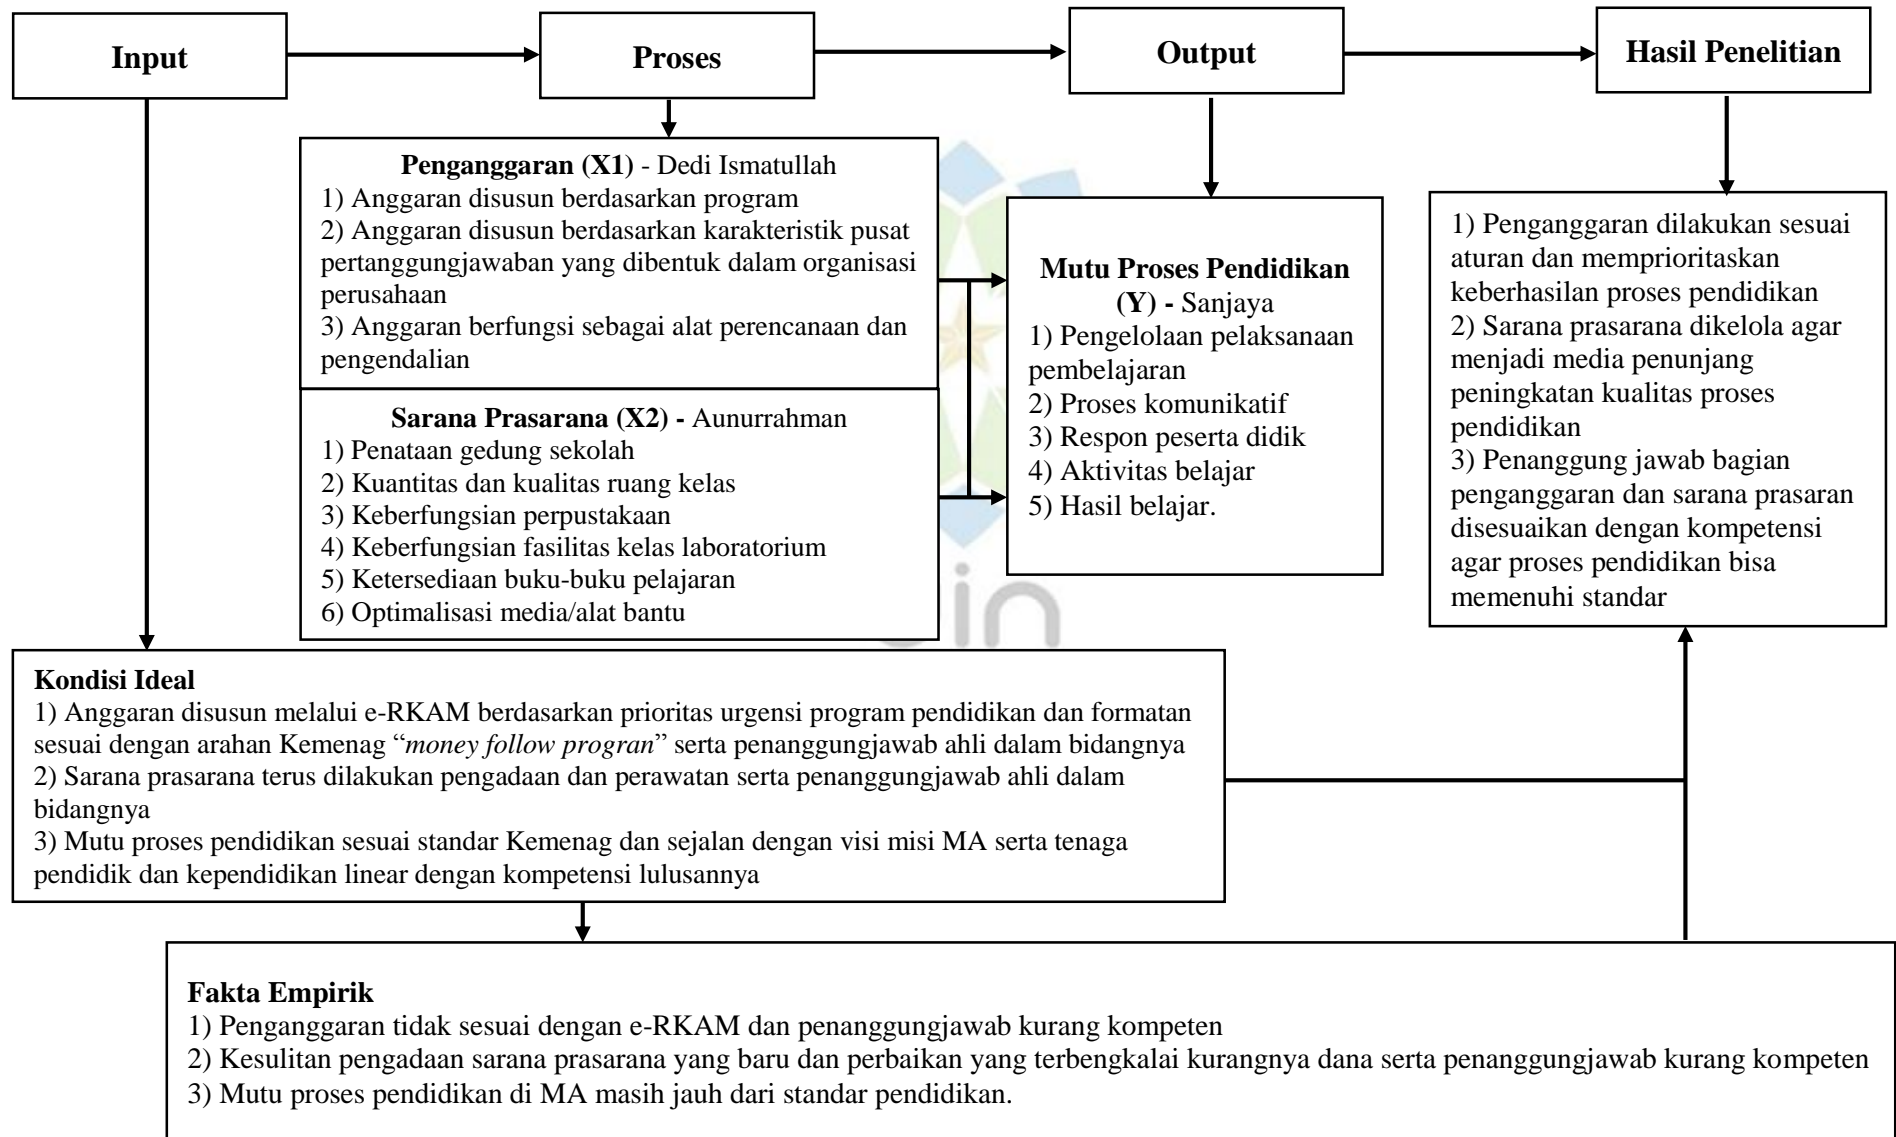 Input
Proses
Output
Hasil Penelitian
Penganggaran (X1) - Dedi Ismatullah
1) Anggaran disusun berdasarkan program
2) Anggaran disusun berdasarkan karakteristik pusat
pertanggungjawaban yang dibentuk dalam organisasi
perusahaan
3) Anggaran berfungsi sebagai alat perencanaan dan
pengendalian
Sarana Prasarana (X2) - Aunurrahman
1) Penataan gedung sekolah
2) Kuantitas dan kualitas ruang kelas
3) Keberfungsian perpustakaan
4) Keberfungsian fasilitas kelas laboratorium
5) Ketersediaan buku-buku pelajaran
6) Optimalisasi media/alat bantu
Mutu Proses Pendidikan
(Y) - Sanjaya
1) Pengelolaan pelaksanaan
pembelajaran
2) Proses komunikatif
3) Respon peserta didik
4) Aktivitas belajar
5) Hasil belajar.
1) Penganggaran dilakukan sesuai
aturan dan memprioritaskan
keberhasilan proses pendidikan
2) Sarana prasarana dikelola agar
menjadi media penunjang
peningkatan kualitas proses
pendidikan
3) Penanggung jawab bagian
penganggaran dan sarana prasaran
disesuaikan dengan kompetensi
agar proses pendidikan bisa
memenuhi standar
Kondisi Ideal
1) Anggaran disusun melalui e-RKAM berdasarkan prioritas urgensi program pendidikan dan formatan
sesuai dengan arahan Kemenag “money follow progran” serta penanggungjawab ahli dalam bidangnya
2) Sarana prasarana terus dilakukan pengadaan dan perawatan serta penanggungjawab ahli dalam
bidangnya
3) Mutu proses pendidikan sesuai standar Kemenag dan sejalan dengan visi misi MA serta tenaga
pendidik dan kependidikan linear dengan kompetensi lulusannya
Fakta Empirik
1) Penganggaran tidak sesuai dengan e-RKAM dan penanggungjawab kurang kompeten
2) Kesulitan pengadaan sarana prasarana yang baru dan perbaikan yang terbengkalai kurangnya dana serta penanggungjawab kurang kompeten
3) Mutu proses pendidikan di MA masih jauh dari standar pendidikan.